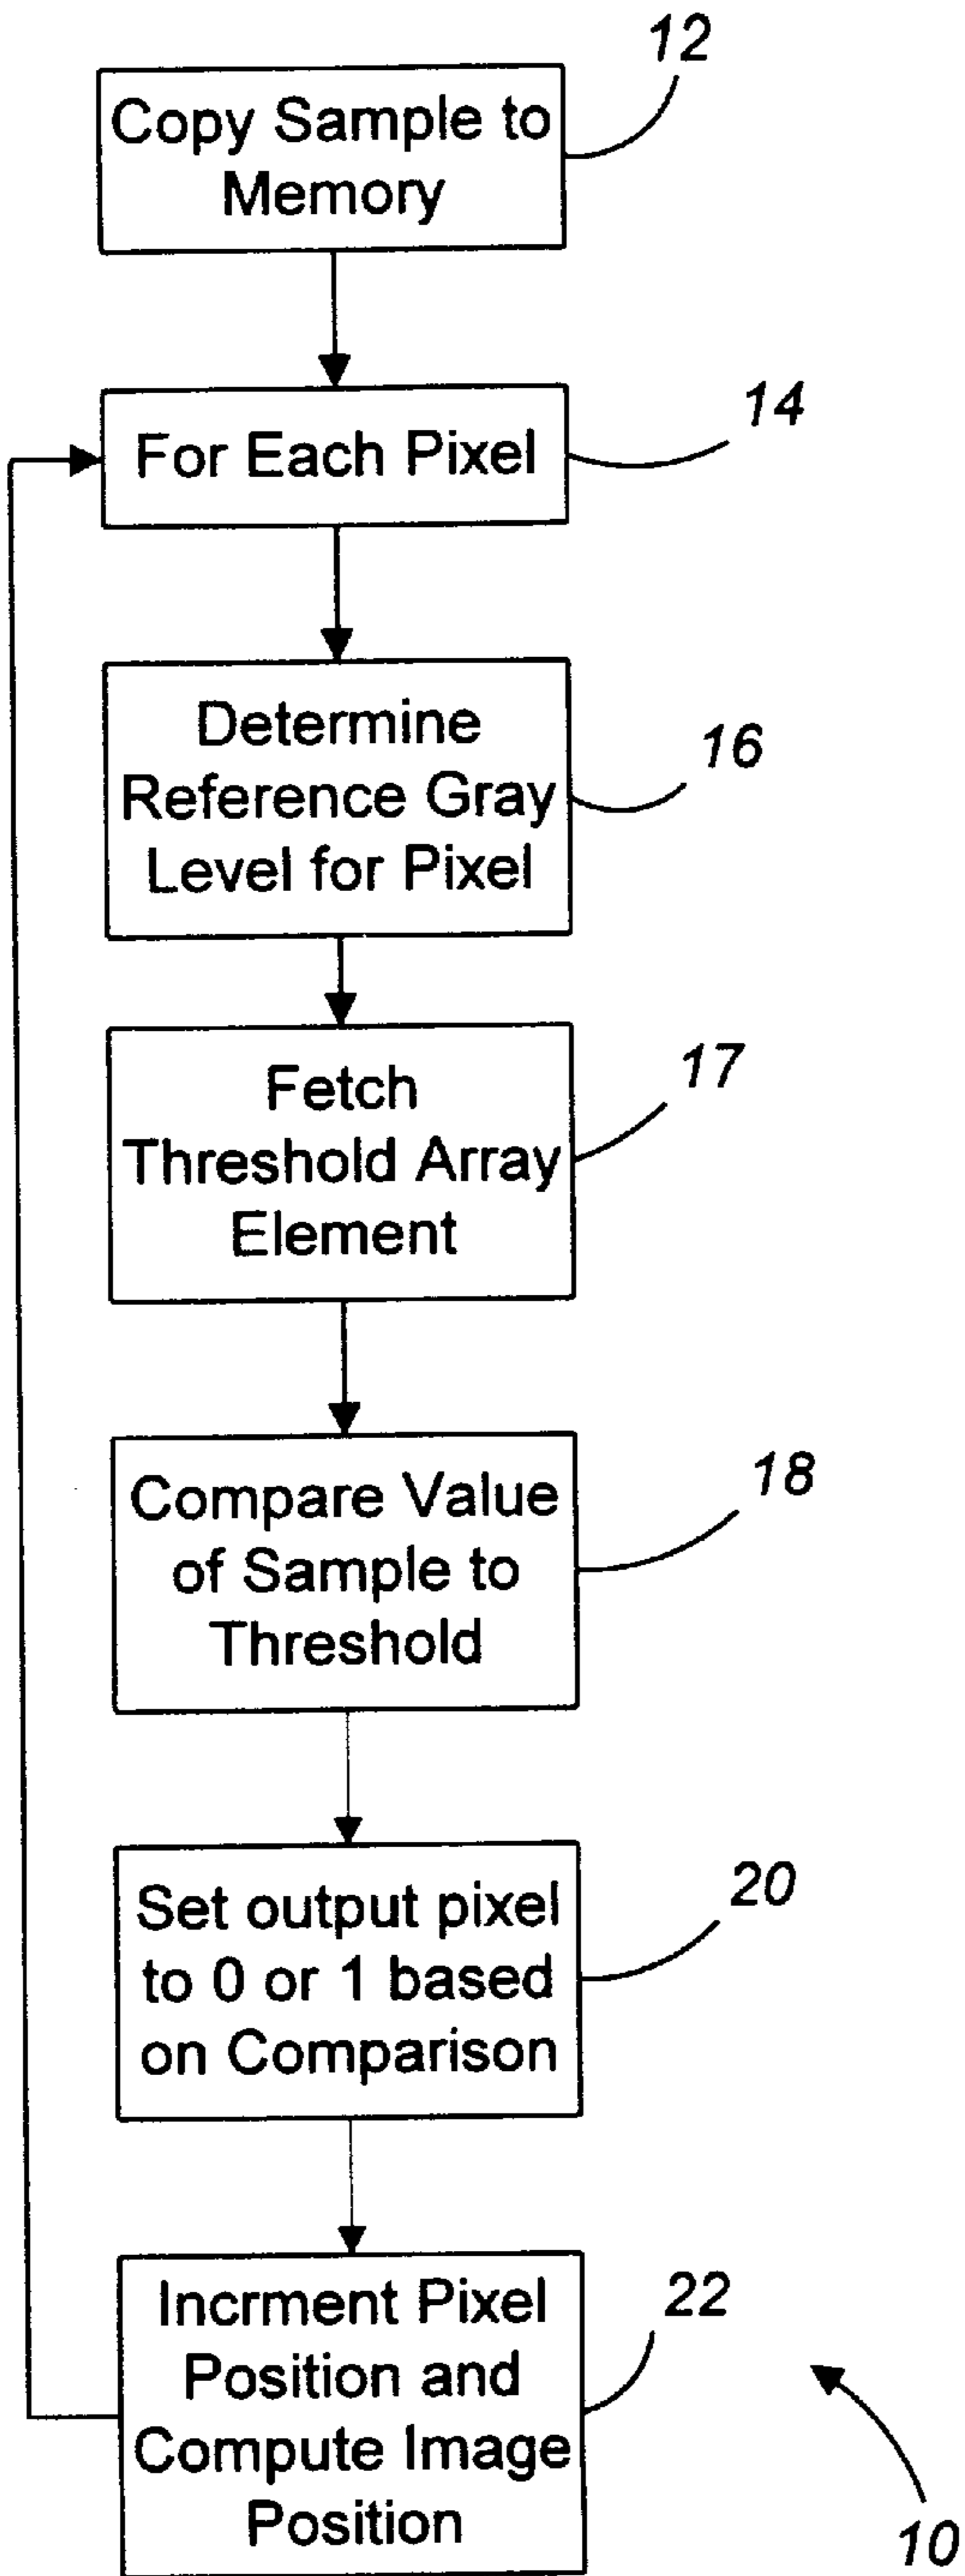 12
Copy Sample to
Memory
14
For Each Pixel
Determine
Reference Gray
Level for Pixel
16
Fetch
Threshold Array
Element
17
Compare Value
of Sample to
Threshold
18
Set output pixel
to 0 or 1 based
on Comparison
20
Incrment Pixel
Position and
Compute Image
Position
22
10